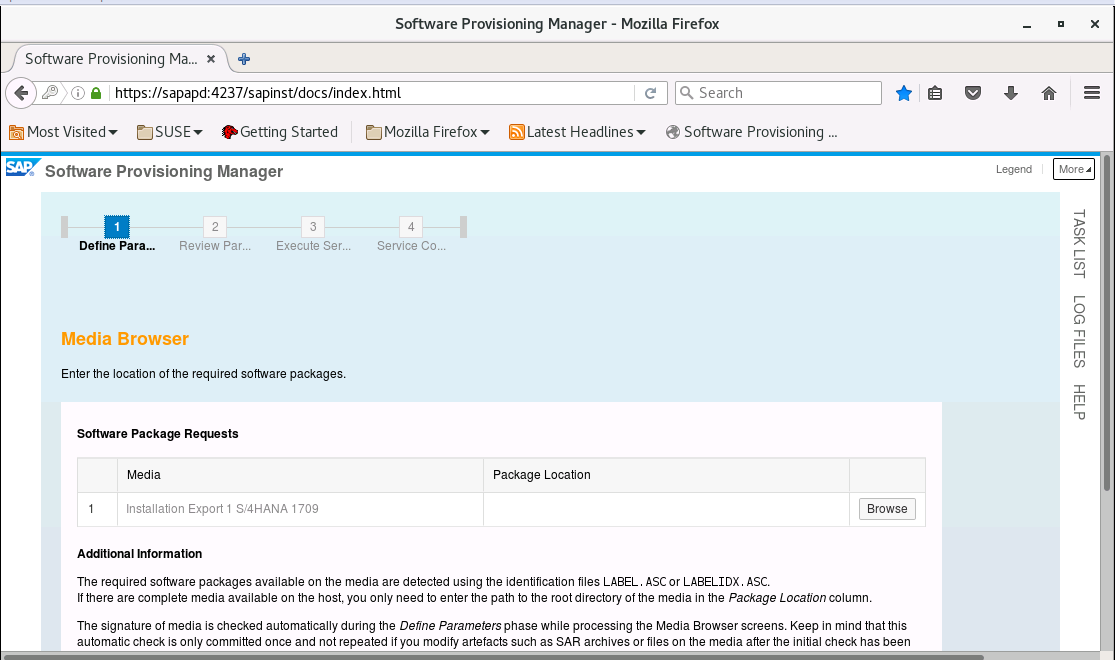 Software Provisioning Manager - Mozilla Firefox
Software Provisioning Ma...
https://sapapd:4237/sapinst/docs/index.html
Search
Most Visited
SUSE
Getting Started
Mozilla Firefox
Latest Headlines
Software Provisioning ...
SAP Software Provisioning Manager
Legend
More
1 2 3 4
Define Para... Review Par... Execute Ser... Service Co...
TASK LIST
LOG FILES
HELP
Media Browser
Enter the location of the required software packages.
Software Package Requests
Media Package Location
1 Installation Export 1 S/4HANA 1709 Browse
Additional Information
The required software packages available on the media are detected using the identification files LABEL.ASC or LABELIDX.ASC.
If there are complete media available on the host, you only need to enter the path to the root directory of the media in the Package Location column.
The signature of media is checked automatically during the Define Parameters phase while processing the Media Browser screens. Keep in mind that this
automatic check is only committed once and not repeated if you modify artefacts such as SAR archives or files on the media after the initial check has been